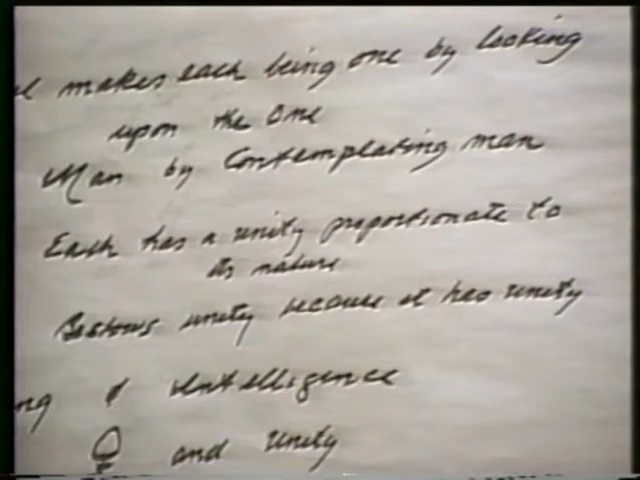 makes each being one by looking
upon the One
Man by Contemplating man
Each has a unity proportionate to
its nature
Bestows unity because it has unity
Intelligence
and Unity